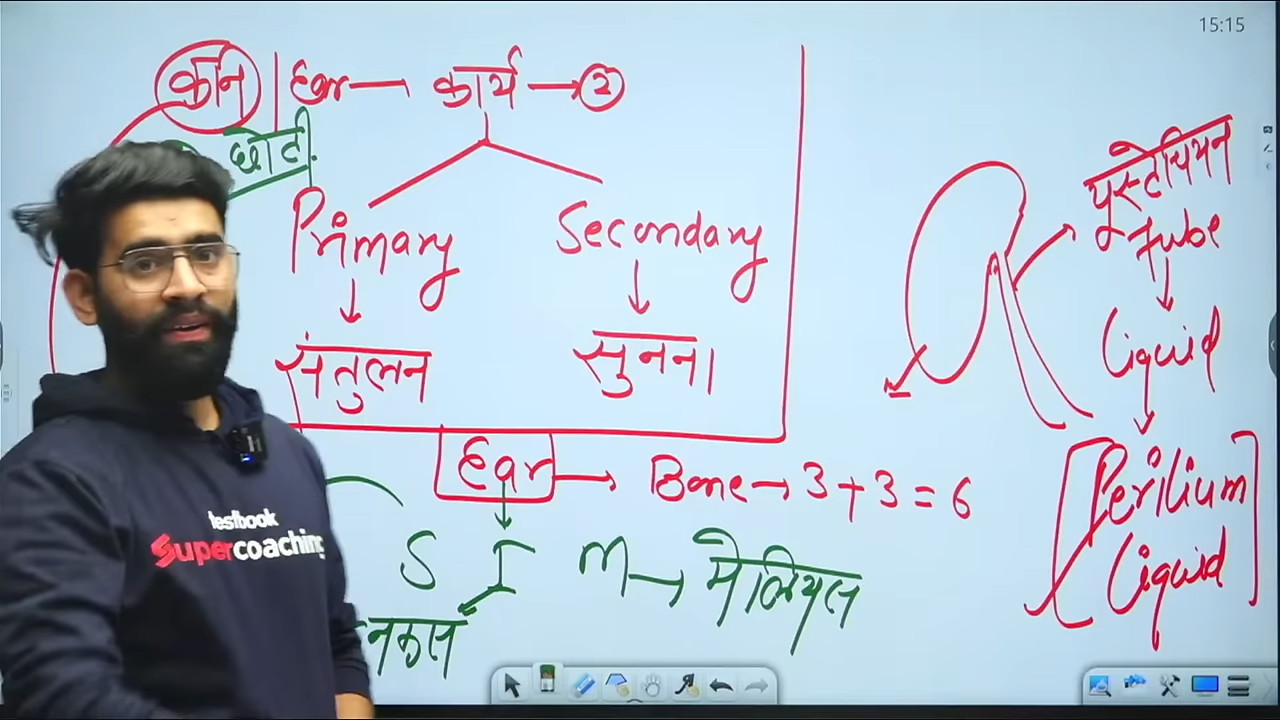 15:15
कान | Ear — कार्य → 2
छोटी
Primary
Secondary
संतुलन
सुनना
Ear → Bone → 3 + 3 = 6
S I M → मेलियस
नकस
यूस्टेचियन
Tube
Liquid
Perilium
Liquid
testbook
Supercoaching